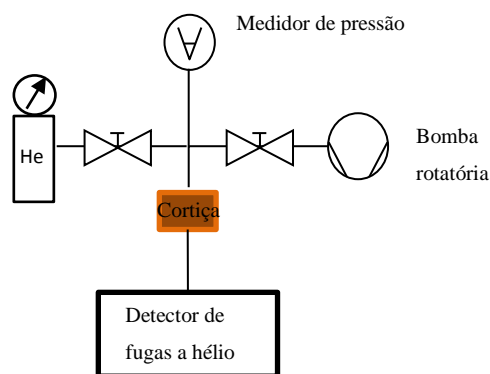 Medidor de pressão
He
Bomba
rotatória
Cortiça
Detector de
fugas a hélio